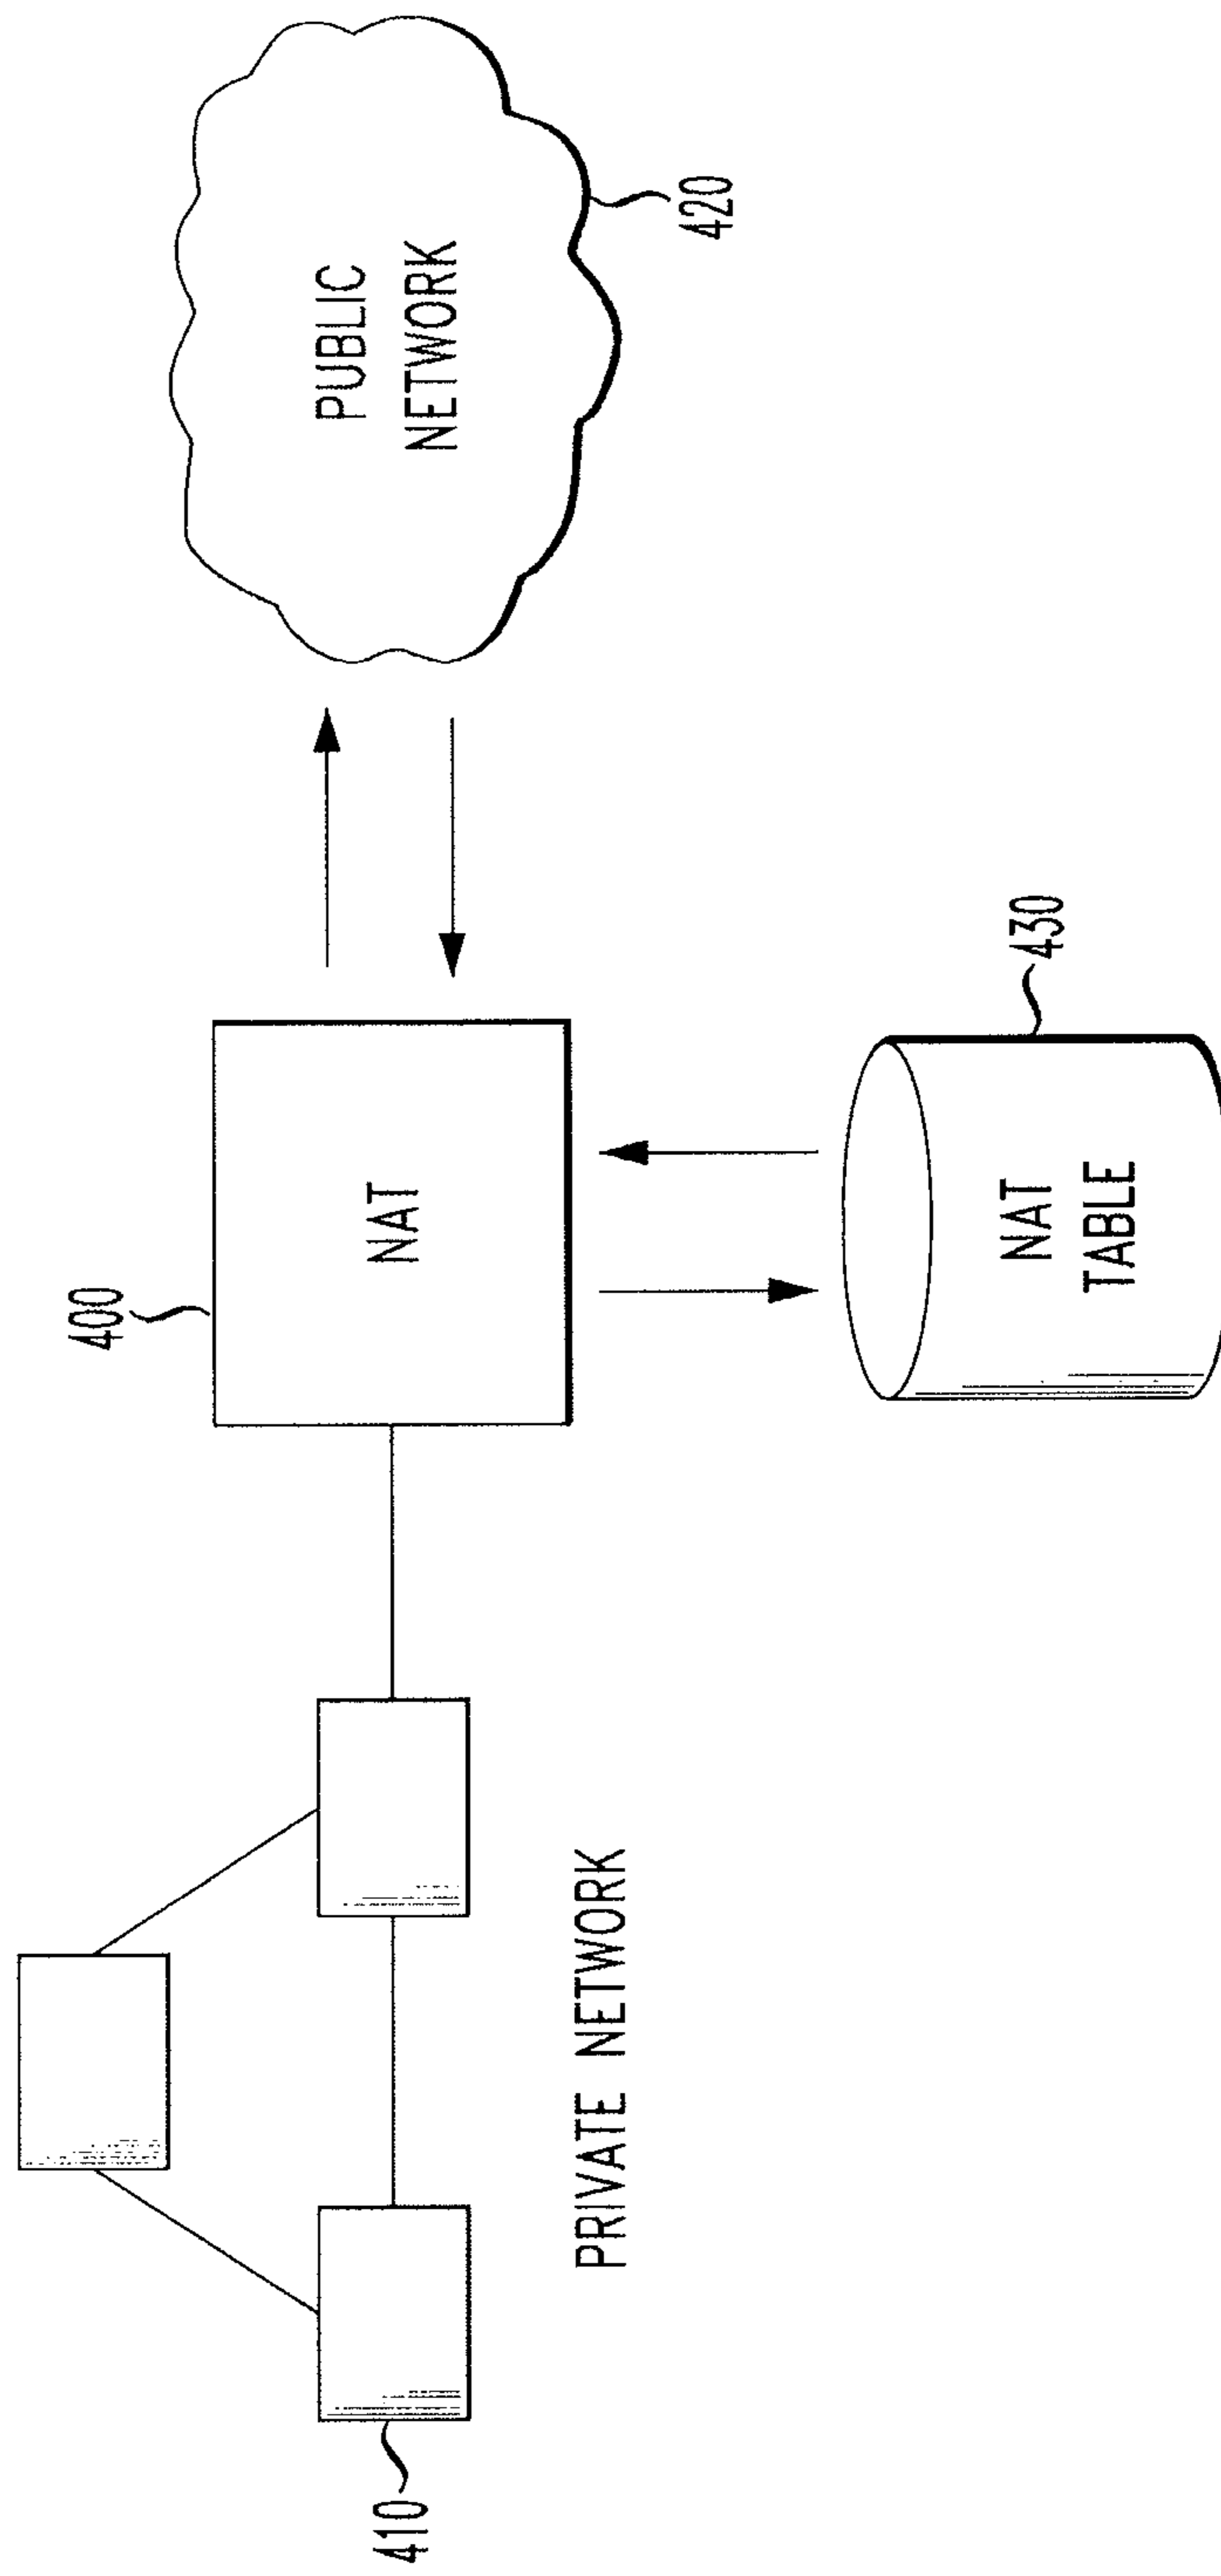 400
NAT
PUBLIC
NETWORK
420
410
PRIVATE NETWORK
NAT
TABLE
430